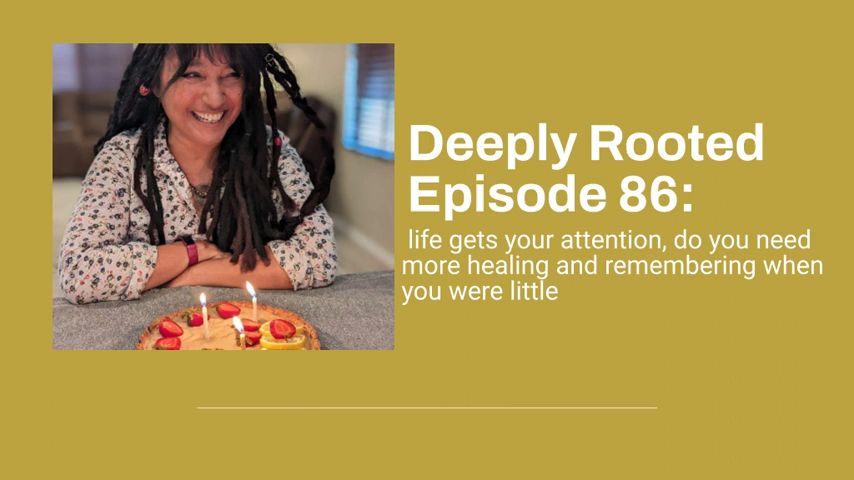 Deeply Rooted
Episode 86:
life gets your attention, do you need
more healing and remembering when
you were little